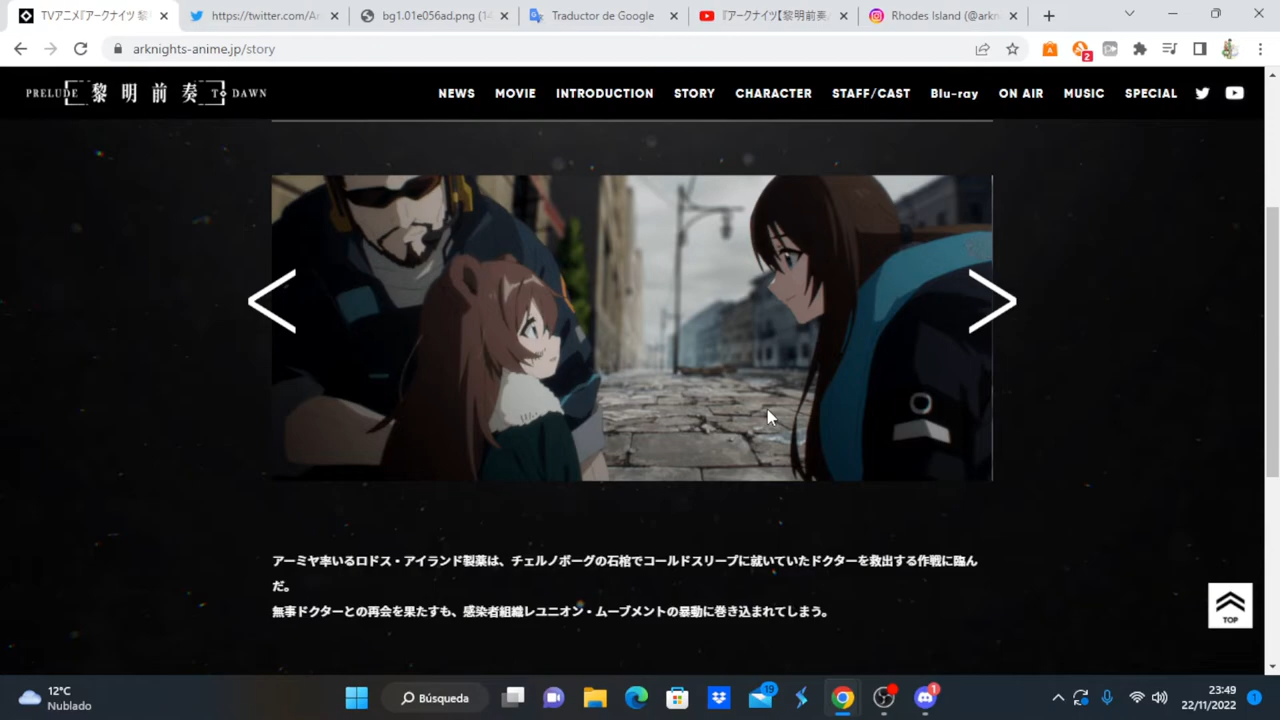 TVアニメ『アークナイツ 黎
https://twitter.com/Ar
bg1.01e056ad.png (14
Traductor de Google
『アークナイツ【黎明前奏/
Rhodes Island (@arkn
arknights-anime.jp/story
2
PRELUDE 黎明前奏 TO DAWN
NEWS
MOVIE
INTRODUCTION
STORY
CHARACTER
STAFF/CAST
Blu-ray
ON AIR
MUSIC
SPECIAL
アーミヤ率いるロドス・アイランド製薬は、チェルノボーグの石棺でコールドスリープに就いていたドクターを救出する作戦に臨ん
だ。
無事ドクターとの再会を果たすも、感染者組織レユニオン・ムーブメントの暴動に巻き込まれてしまう。
TOP
12°C
Nublado
Búsqueda
19
1
23:49
22/11/2022
1